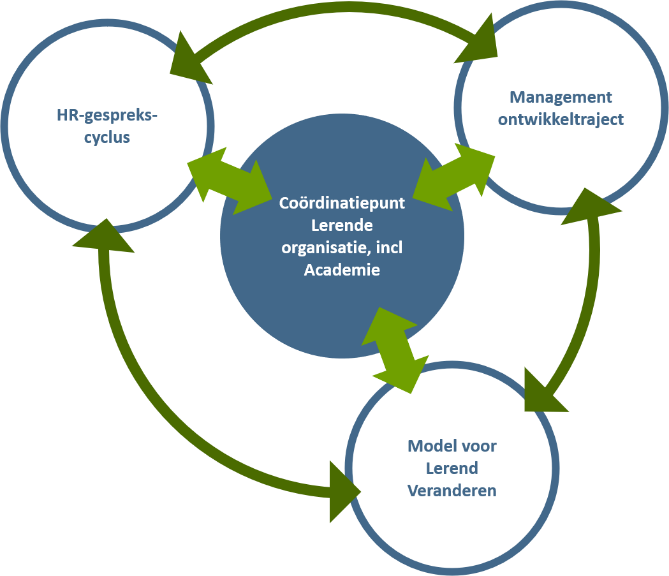 HR-gespreks-
cyclus
Management
ontwikkeltraject
Coördinatiepunt
Lerende
organisatie, incl
Academie
Model voor
Lerend
Veranderen